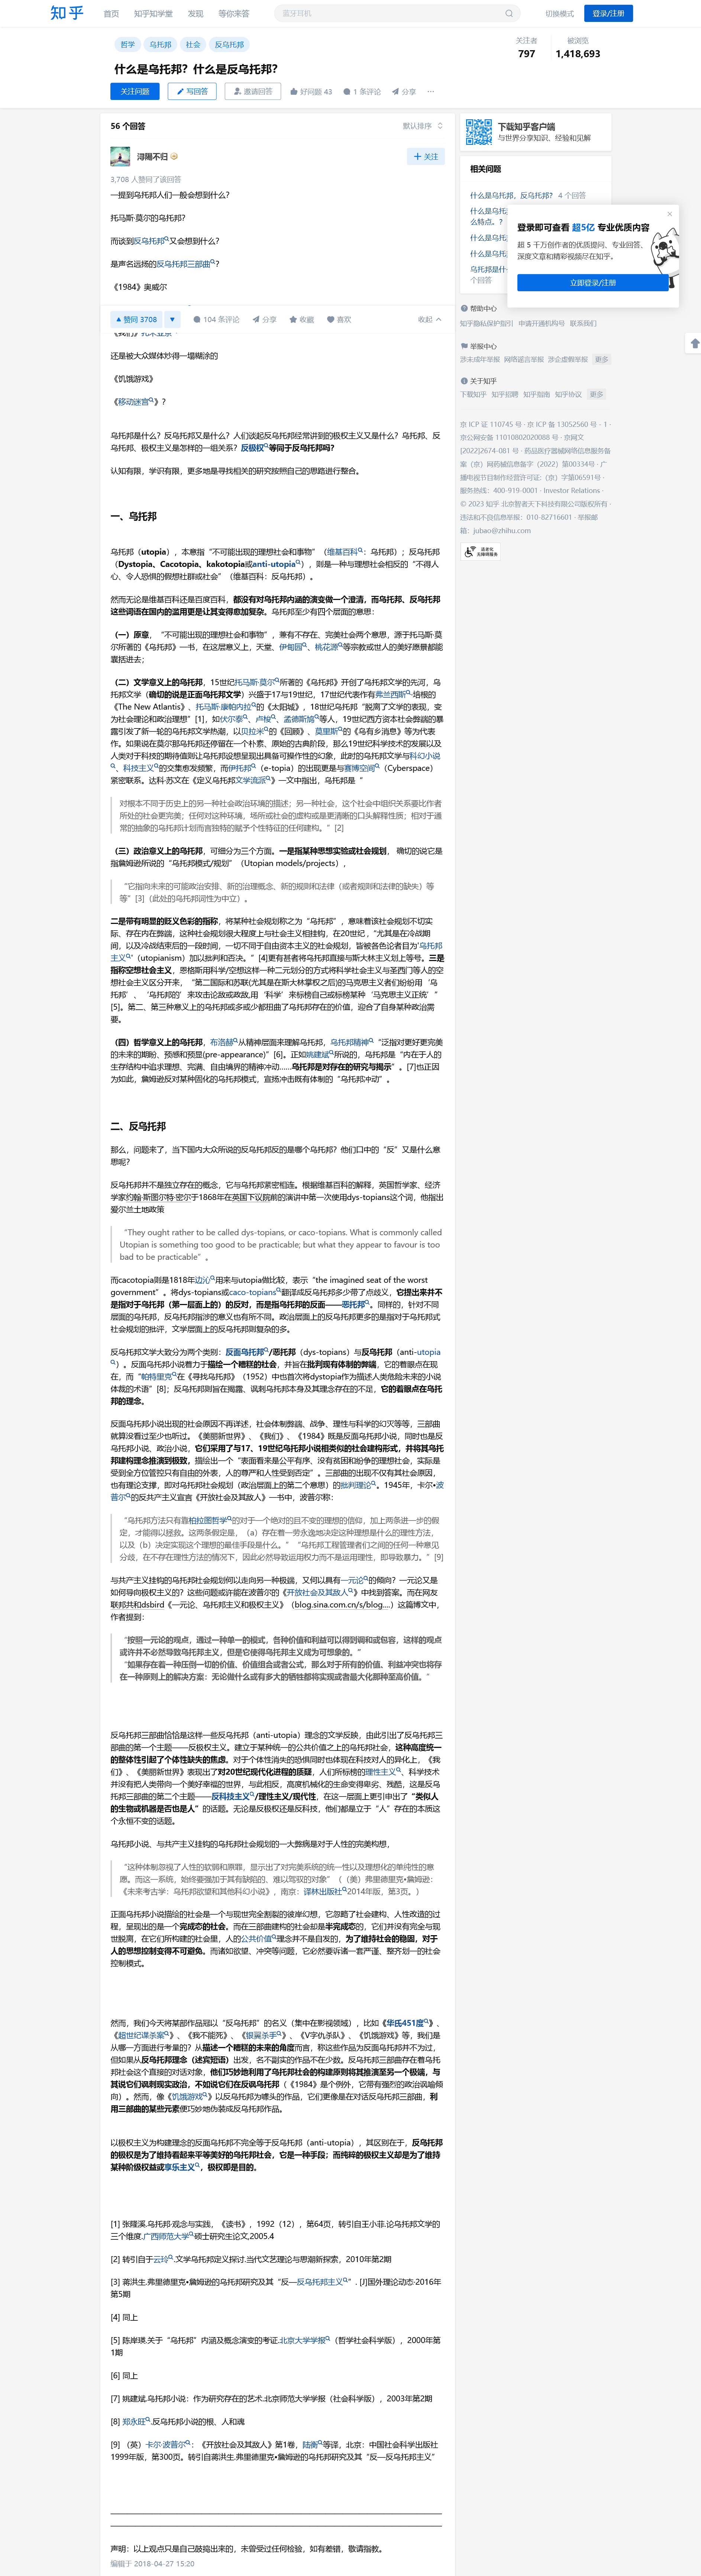 知乎 首页 知乎知学堂 发现 等你来答 蓝牙耳机 切换模式 登录/注册
哲学 乌托邦 社会 反乌托邦
关注者 被浏览
797 1,418,693
什么是乌托邦？什么是反乌托邦？
关注问题 写回答 邀请回答 好问题 43 1 条评论 分享 ···
56 个回答 默认排序
浔陽不归 + 关注
3,708 人赞同了该回答
一提到乌托邦人们一般会想到什么？
托马斯·莫尔的乌托邦？
而谈到反乌托邦又会想到什么？
是声名远扬的反乌托邦三部曲？
《1984》奥威尔
赞同 3708 104 条评论 分享 收藏 喜欢 收起
还是被大众媒体炒得一塌糊涂的
《饥饿游戏》
《移动迷宫》？
乌托邦是什么？反乌托邦又是什么？人们谈起反乌托邦经常讲到的极权主义又是什么？乌托邦、反
乌托邦、极权主义是怎样的一组关系？反极权等同于反乌托邦吗？
认知有限，学识有限，更多地是寻找相关的研究按照自己的思路进行整合。
一、乌托邦
乌托邦（utopia），本意指“不可能出现的理想社会和事物”（维基百科：乌托邦）；反乌托邦
（Dystopia、Cacotopia、kakotopia或anti-utopia），则是一种与理想社会相反的“不得人
心、令人恐惧的假想社群或社会”（维基百科：反乌托邦）。
然而无论是维基百科还是百度百科，都没有对乌托邦内涵的演变做一个澄清，而乌托邦、反乌托邦
这些词语在国内的滥用更是让其变得愈加复杂。乌托邦至少有四个层面的意思：
（一）原意，“不可能出现的理想社会和事物”，兼有不存在、完美社会两个意思，源于托马斯·莫
尔所著的《乌托邦》一书，在这层意义上，天堂、伊甸园、桃花源等宗教或世人的美好愿景都能
囊括进去；
（二）文学意义上的乌托邦，15世纪托马斯·莫尔所著的《乌托邦》开创了乌托邦文学的先河，乌
托邦文学（确切的说是正面乌托邦文学）兴盛于17与19世纪，17世纪代表作有弗兰西斯·培根的
《The New Atlantis》、托马斯·康帕内拉的《太阳城》，18世纪乌托邦“脱离了文学的表现，变
为社会理论和政治理想”[1]，如伏尔泰、卢梭、孟德斯鸠等人，19世纪西方资本社会弊端的暴
露引发了新一轮的乌托邦文学热潮，以贝拉米的《回顾》、莫里斯的《乌有乡消息》等为代表
作。如果说在莫尔那乌托邦还停留在一个朴素、原始的古典阶段，那么19世纪科学技术的发展以及
人类对于科技的期待值则让乌托邦设想呈现出具备可操作性的幻象，此时的乌托邦文学与科幻小说
、科技主义的交集愈发频繁，而伊托邦（e-topia）的出现更是与赛博空间（Cyberspace）
紧密联系。达科·苏文在《定义乌托邦文学流派》一文中指出，乌托邦是“
对根本不同于历史上的另一种社会政治环境的描述；另一种社会，这个社会中组织关系要比作者
所处的社会更完美；任何对这种环境，场所或社会的虚构或是更清晰的口头解释性质；相对于通
常的抽象的乌托邦计划而言独特的赋予个性特征的任何建构。”[2]
（三）政治意义上的乌托邦，可细分为三个方面。一是指某种思想实验或社会规划，确切的说它是
指詹姆逊所说的“乌托邦模式/规划”（Utopian models/projects），
“它指向未来的可能政治安排、新的治理概念、新的规则和法律（或者规则和法律的缺失）等
等”[3]（此处的乌托邦词性为中立）。
二是带有明显的贬义色彩的指称，将某种社会规划称之为“乌托邦”，意味着该社会规划不切实
际、存在内在弊端，这种社会规划很大程度上与社会主义相挂钩，在20世纪，“尤其是在冷战期
间，以及冷战结束后的一段时间，一切不同于自由资本主义的社会规划，皆被各色论者目为‘乌托邦
主义’（utopianism）加以批判和否决。”[4]更有甚者将乌托邦直接与斯大林主义划上等号。三是
指称空想社会主义，恩格斯用科学/空想这样一种二元划分的方式将科学社会主义与圣西门等人的空
想社会主义区分开来，“第二国际和苏联(尤其是在斯大林掌权之后)的马克思主义者们纷纷用‘乌
托邦’、‘乌托邦的’来攻击论敌或政敌,用‘科学’来标榜自己或标榜某种‘马克思主义正统’”
[5]。第二、第三种意义上的乌托邦或多或少都扭曲了乌托邦存在的价值，迎合了自身某种政治需
要。
（四）哲学意义上的乌托邦，布洛赫从精神层面来理解乌托邦，乌托邦精神“泛指对更好更完美
的未来的期盼、预感和预显(pre-appearance)”[6]。正如姚建斌所说的，乌托邦是“内在于人的
生存结构中追求理想、完满、自由境界的精神冲动……乌托邦是对存在的研究与揭示”。[7]也正因
为如此，詹姆逊反对某种固化的乌托邦模式，宣扬冲击既有体制的“乌托邦冲动”。
二、反乌托邦
那么，问题来了，当下国内大众所说的反乌托邦反的是哪个乌托邦？他们口中的“反”又是什么意
思呢？
反乌托邦并不是独立存在的概念，它与乌托邦紧密相连。根据维基百科的解释，英国哲学家、经济
学家约翰·斯图尔特·密尔于1868年在英国下议院前的演讲中第一次使用dys-topians这个词，他指出
爱尔兰土地政策
“They ought rather to be called dys-topians, or caco-topians. What is commonly called
Utopian is something too good to be practicable; but what they appear to favour is too
bad to be practicable”。
而cacotopia则是1818年边沁用来与utopia做比较，表示“the imagined seat of the worst
government”。将dys-topians或caco-topians翻译成反乌托邦多少带了点歧义，它提出来并不
是指对于乌托邦（第一层面上的）的反对，而是指乌托邦的反面——恶托邦。同样的，针对不同
层面的乌托邦，反乌托邦指涉的意义也有所不同。政治层面上的反乌托邦更多的是指对于乌托邦式
社会规划的批评，文学层面上的反乌托邦则复杂的多。
反乌托邦文学大致分为两个类别：反面乌托邦/恶托邦（dys-topians）与反乌托邦（anti-utopia
）。反面乌托邦小说着力于描绘一个糟糕的社会，并旨在批判现有体制的弊端，它的着眼点在现
在，而“帕特里克在《寻找乌托邦》（1952）中也首次将dystopia作为描述人类危险未来的小说
体裁的术语”[8]；反乌托邦则旨在揭露、讽刺乌托邦本身及其理念存在的不足，它的着眼点在乌托
邦的理念。
反面乌托邦小说出现的社会原因不再详述，社会体制弊端、战争、理性与科学的幻灭等等，三部曲
就算没看过至少也听过。《美丽新世界》、《我们》、《1984》既是反面乌托邦小说，同时也是反
乌托邦小说、政治小说，它们采用了与17、19世纪乌托邦小说相类似的社会建构形式，并将其乌托
邦建构理念推演到极致，描绘出一个“表面看来是公平有序、没有贫困和纷争的理想社会，实际是
受到全方位管控只有自由的外表，人的尊严和人性受到否定”。三部曲的出现不仅有其社会原因，
也有理论支撑，即对乌托邦社会规划（政治层面上的第二个意思）的批判理论。1945年，卡尔•波
普尔的反共产主义宣言《开放社会及其敌人》一书中，波普尔称：
“乌托邦方法只有靠柏拉图哲学的对于一个绝对的且不变的理想的信仰，加上两条进一步的假
定，才能得以拯救。这两条假定是，（a）存在着一劳永逸地决定这种理想是什么的理性方法，
以及（b）决定实现这个理想的最佳手段是什么。”“乌托邦工程管理者们之间的任何一种意见
分歧，在不存在理性方法的情况下，因此必然导致运用权力而不是运用理性，即导致暴力。”[9]
与共产主义挂钩的乌托邦社会规划何以走向另一种极端，又何以具有一元论的倾向？一元论又是
如何导向极权主义的？这些问题或许能在波普尔的《开放社会及其敌人》中找到答案。而在网友
联邦共和dsbird《一元论、乌托邦主义和极权主义》（blog.sina.com.cn/s/blog…）这篇博文中，
作者提到：
“按照一元论的观点，通过一种单一的模式，各种价值和利益可以得到调和或包容，这样的观点
或许并不必然导致乌托邦主义，但是它使得乌托邦主义成为可想象的。”
“如果存在着一种压倒一切的价值、价值组合或者公式，那么对于所有的价值、利益冲突也将存
在一种原则上的解决方案：无论做什么或有多大的牺牲都将实现或者最大化那种至高价值。”
反乌托邦三部曲恰恰是这样一些反乌托邦（anti-utopia）理念的文学反映，由此引出了反乌托邦三
部曲的第一个主题——反极权主义。建立于某种统一的公共价值之上的乌托邦社会，这种高度统一
的整体性引起了个体性缺失的焦虑。对于个体性消失的恐惧同时也体现在科技对人的异化上，《我
们》、《美丽新世界》表现出了对20世纪现代化进程的质疑，人们所标榜的理性主义、科学技术
并没有把人类带向一个美好幸福的世界，与此相反，高度机械化的生命变得卑劣、残酷，这是反乌
托邦三部曲的第二个主题——反科技主义/理性主义/现代性，在这一层面上更引申出了“类似人
的生物或机器是否也是人”的话题。无论是反极权还是反科技，他们都是立于“人”存在的本质这
个永恒不变的话题。
乌托邦小说、与共产主义挂钩的乌托邦社会规划的一大弊病是对于人性的完美构想，
“这种体制忽视了人性的软弱和原罪，显示出了对完美系统的统一性以及理想化的单纯性的意
愿。而这一系统，始终要强加于其有缺陷的、难以驾驭的对象”（（美）弗里德里克•詹姆逊：
《未来考古学：乌托邦欲望和其他科幻小说》，南京：译林出版社2014年版，第3页。）
正面乌托邦小说描绘的社会是一个与现世完全割裂的彼岸幻想，它忽略了社会建构、人性改造的过
程，呈现出的是一个完成态的社会。而在三部曲建构的社会却是半完成态的，它们并没有完全与现
世脱离，在它们所构建的社会里，人的公共价值理念并不是自发的，为了维持社会的稳固，对于
人的思想控制变得不可避免。而诸如欲望、冲突等问题，它必然要诉诸一套严谨、整齐划一的社会
控制模式。
然而，我们今天将某部作品冠以“反乌托邦”的名义（集中在影视领域），比如《华氏451度》、
《超世纪谍杀案》、《我不能死》、《银翼杀手》、《V字仇杀队》、《饥饿游戏》等，我们是
从哪一方面进行考量的？从描述一个糟糕的未来的角度而言，称这些作品为反面乌托邦并不为过，
但如果从反乌托邦理念（述宾短语）出发，名不副实的作品不在少数。反乌托邦三部曲存在着乌托
邦社会这个直接的对话对象，他们巧妙地利用了乌托邦社会的构建原则将其推演至另一个极端，与
其说它们讽刺现实政治，不如说它们在反讽乌托邦（《1984》是个例外，它带有强烈的政治讽喻倾
向）。然而，像《饥饿游戏》以反乌托邦为噱头的作品，它们更像是在对话反乌托邦三部曲，利
用三部曲的某些元素便巧妙地伪装成反乌托邦作品。
以极权主义为构建理念的反面乌托邦不完全等于反乌托邦（anti-utopia），其区别在于，反乌托邦
的极权是为了维持看起来平等美好的乌托邦社会，它是一种手段；而纯粹的极权主义却是为了维持
某种阶级权益或享乐主义，极权即是目的。
[1] 张隆溪.乌托邦·观念与实践，《读书》，1992（12），第64页，转引自王小菲.论乌托邦文学的
三个维度.广西师范大学硕士研究生论文,2005.4
[2] 转引自于云玲.文学乌托邦定义探讨.当代文艺理论与思潮新探索，2010年第2期
[3] 蒋洪生.弗里德里克•詹姆逊的乌托邦研究及其“反—反乌托邦主义”．[J]国外理论动态·2016年
第5期
[4] 同上
[5] 陈岸瑛.关于“乌托邦”内涵及概念演变的考证.北京大学学报（哲学社会科学版），2000年第
1期
[6] 同上
[7] 姚建斌.乌托邦小说：作为研究存在的艺术.北京师范大学学报（社会科学版），2003年第2期
[8] 郑永旺.反乌托邦小说的根、人和魂
[9] （英）卡尔·波普尔：《开放社会及其敌人》第1卷，陆衡等译，北京：中国社会科学出版社
1999年版，第300页。转引自蒋洪生.弗里德里克•詹姆逊的乌托邦研究及其“反—反乌托邦主义”
声明：以上观点只是自己鼓捣出来的，未曾受过任何检验，如有差错，敬请指教。
编辑于 2018-04-27 15:20
下载知乎客户端
与世界分享知识、经验和见解
相关问题
什么是乌托邦，反乌托邦？ 4 个回答
什么是乌托
么特点。？
什么是乌托
什么是乌托
乌托邦是什
个回答
登录即可查看 超5亿 专业优质内容
超 5 千万创作者的优质提问、专业回答、
深度文章和精彩视频尽在知乎。
立即登录/注册
帮助中心
知乎隐私保护指引 申请开通机构号 联系我们
举报中心
涉未成年举报 网络谣言举报 涉企虚假举报 更多
关于知乎
下载知乎 知乎招聘 知乎指南 知乎协议 更多
京 ICP 证 110745 号 · 京 ICP 备 13052560 号 - 1 ·
京公网安备 11010802020088 号 · 京网文
[2022]2674-081 号 · 药品医疗器械网络信息服务备
案（京）网药械信息备字（2022）第00334号 · 广
播电视节目制作经营许可证:（京）字第06591号 ·
服务热线：400-919-0001 · Investor Relations ·
© 2023 知乎 北京智者天下科技有限公司版权所有 ·
违法和不良信息举报：010-82716601 · 举报邮
箱：jubao@zhihu.com